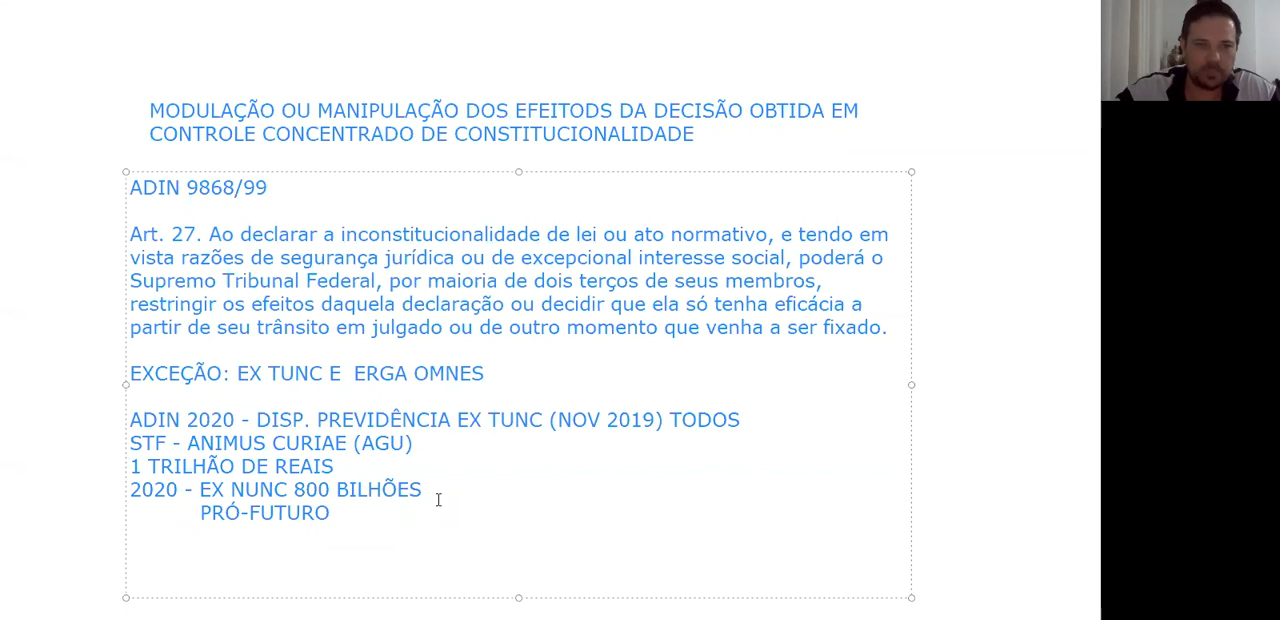 MODULAÇÃO OU MANIPULAÇÃO DOS EFEITODS DA DECISÃO OBTIDA EM
CONTROLE CONCENTRADO DE CONSTITUCIONALIDADE
ADIN 9868/99
Art. 27. Ao declarar a inconstitucionalidade de lei ou ato normativo, e tendo em
vista razões de segurança jurídica ou de excepcional interesse social, poderá o
Supremo Tribunal Federal, por maioria de dois terços de seus membros,
restringir os efeitos daquela declaração ou decidir que ela só tenha eficácia a
partir de seu trânsito em julgado ou de outro momento que venha a ser fixado.
EXCEÇÃO: EX TUNC E  ERGA OMNES
ADIN 2020 - DISP. PREVIDÊNCIA EX TUNC (NOV 2019) TODOS
STF - ANIMUS CURIAE (AGU)
1 TRILHÃO DE REAIS
2020 - EX NUNC 800 BILHÕES
PRÓ-FUTURO